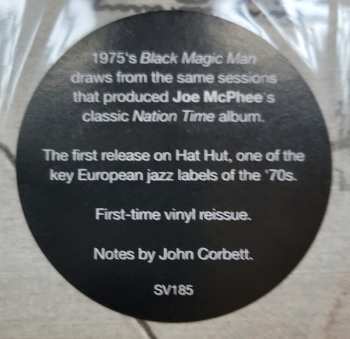 1975's Black Magic Man
draws from the same sessions
that produced Joe McPhee's
classic Nation Time album.
The first release on Hat Hut, one of the
key European jazz labels of the '70s.
First-time vinyl reissue.
Notes by John Corbett.
SV185